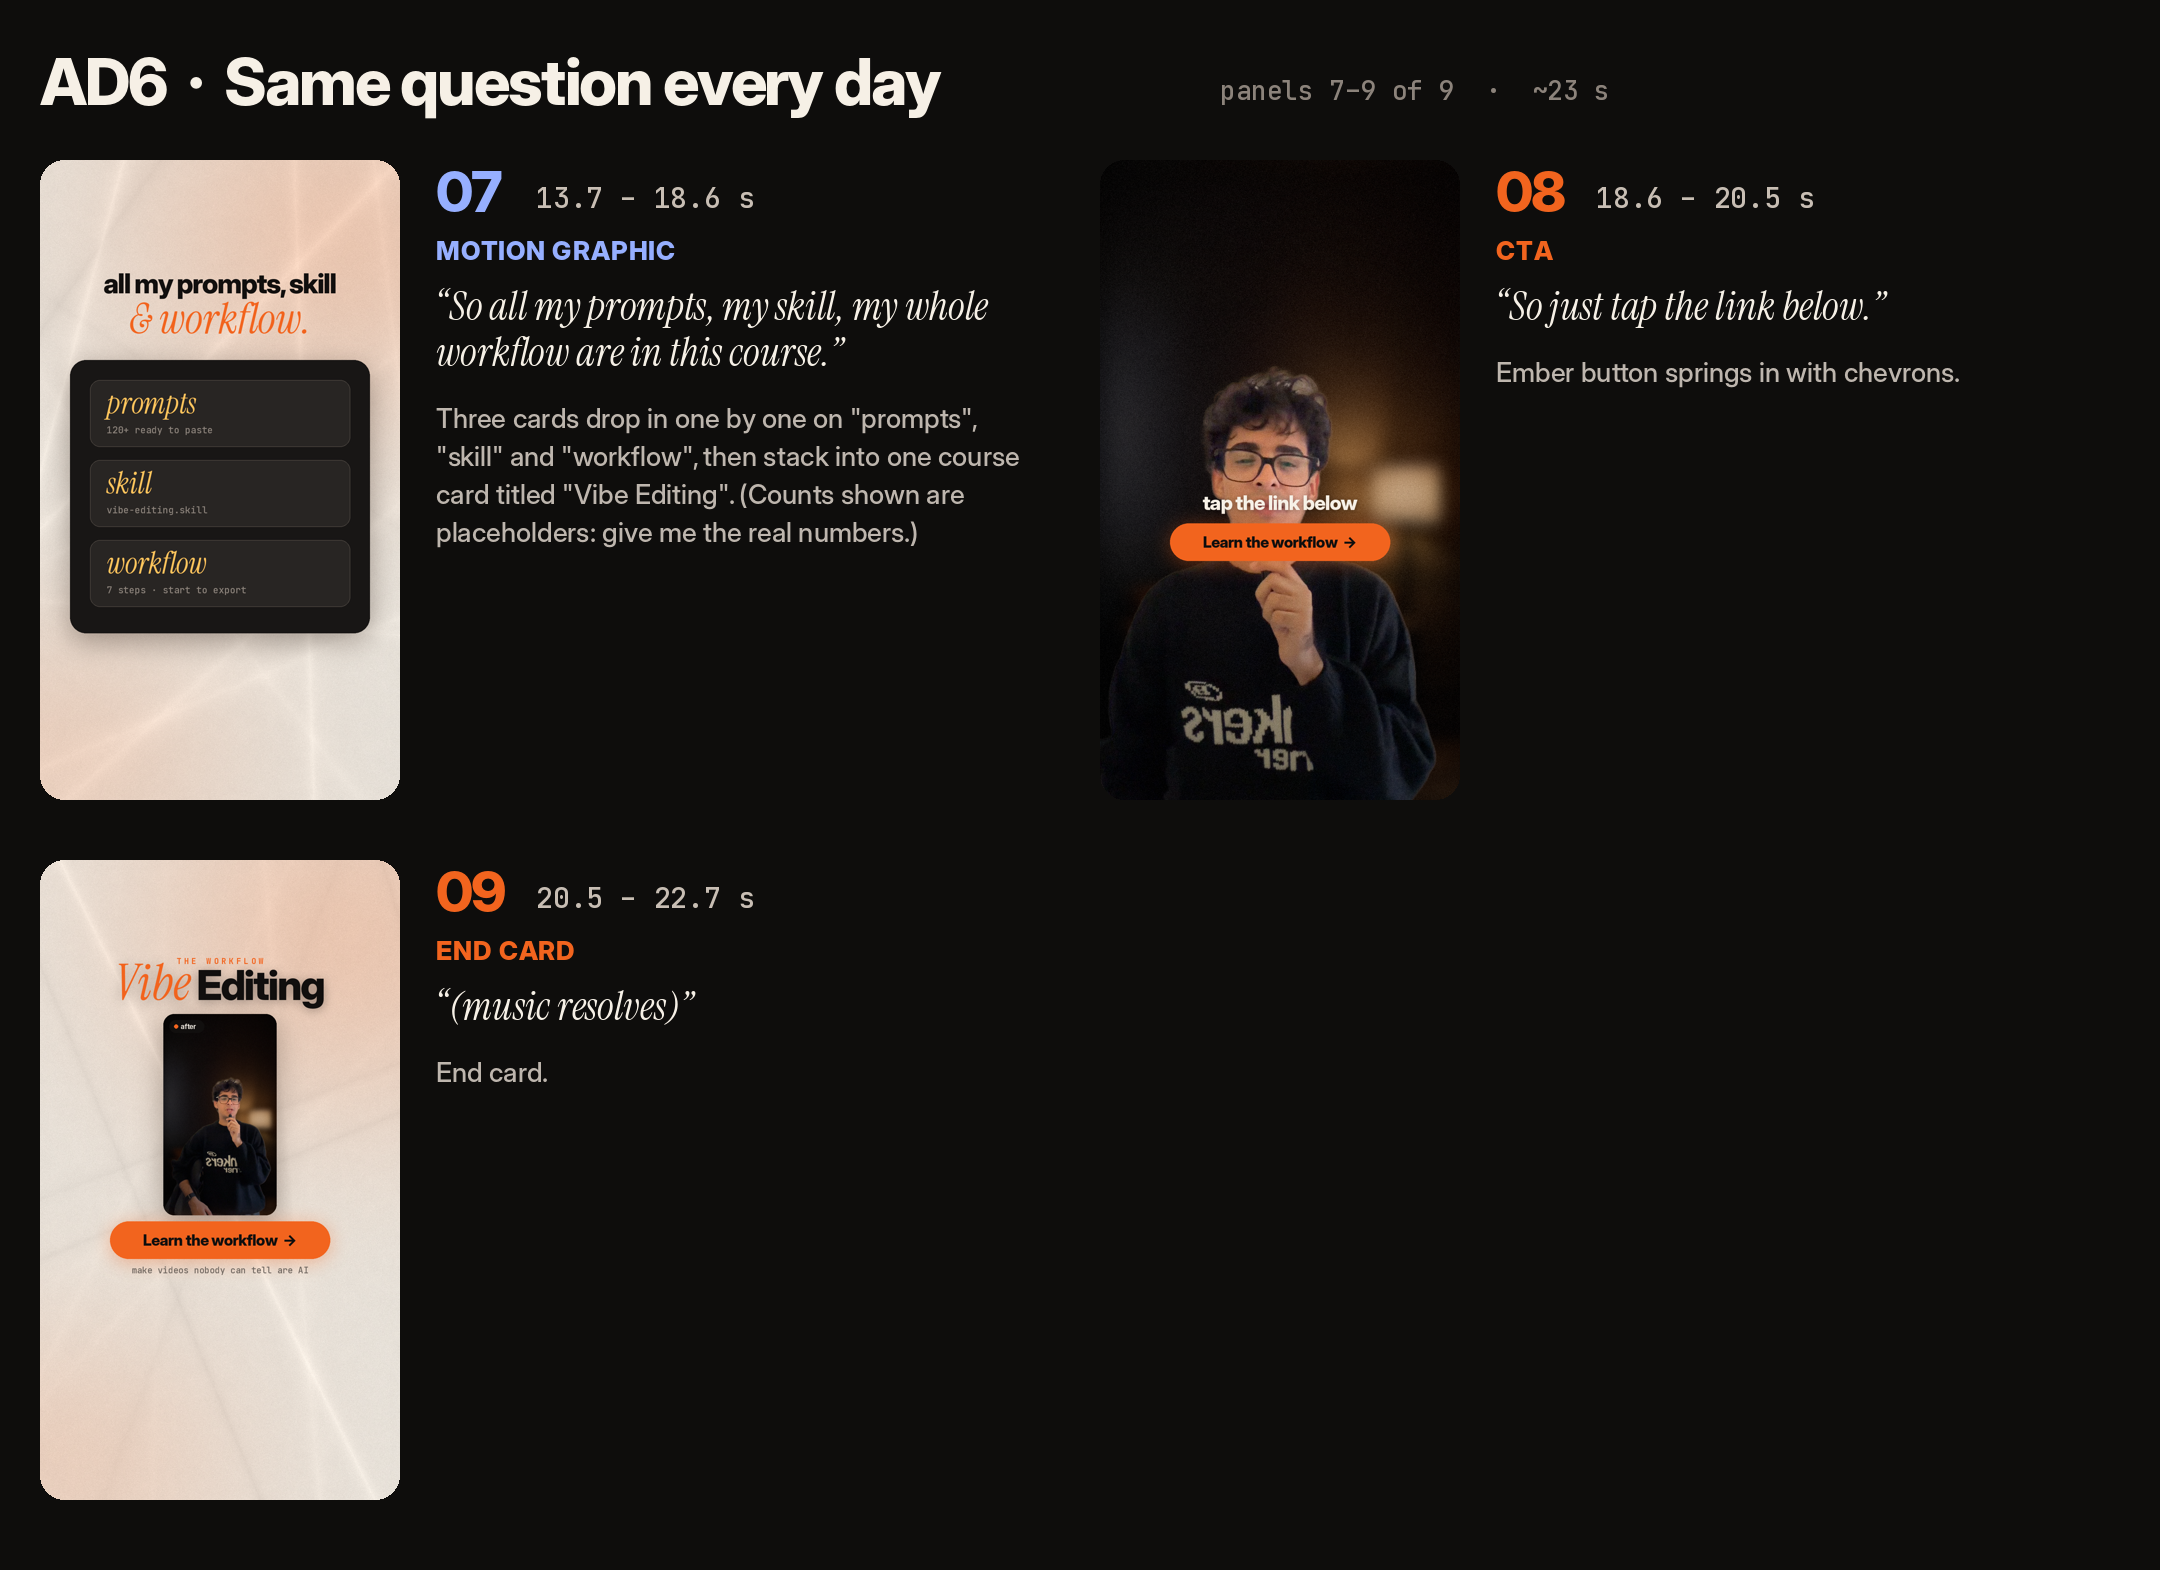 AD6 · Same question every day
panels 7–9 of 9 · ~23 s
all my prompts, skill
& workflow.
prompts
120+ ready to paste
skill
vibe-editing.skill
workflow
7 steps · start to export
07 13.7 – 18.6 s
MOTION GRAPHIC
“So all my prompts, my skill, my whole
workflow are in this course.”
Three cards drop in one by one on "prompts",
"skill" and "workflow", then stack into one course
card titled "Vibe Editing". (Counts shown are
placeholders: give me the real numbers.)
tap the link below
Learn the workflow →
08 18.6 – 20.5 s
CTA
“So just tap the link below.”
Ember button springs in with chevrons.
THE WORKFLOW
Vibe Editing
after
Learn the workflow →
make videos nobody can tell are AI
09 20.5 – 22.7 s
END CARD
“(music resolves)”
End card.